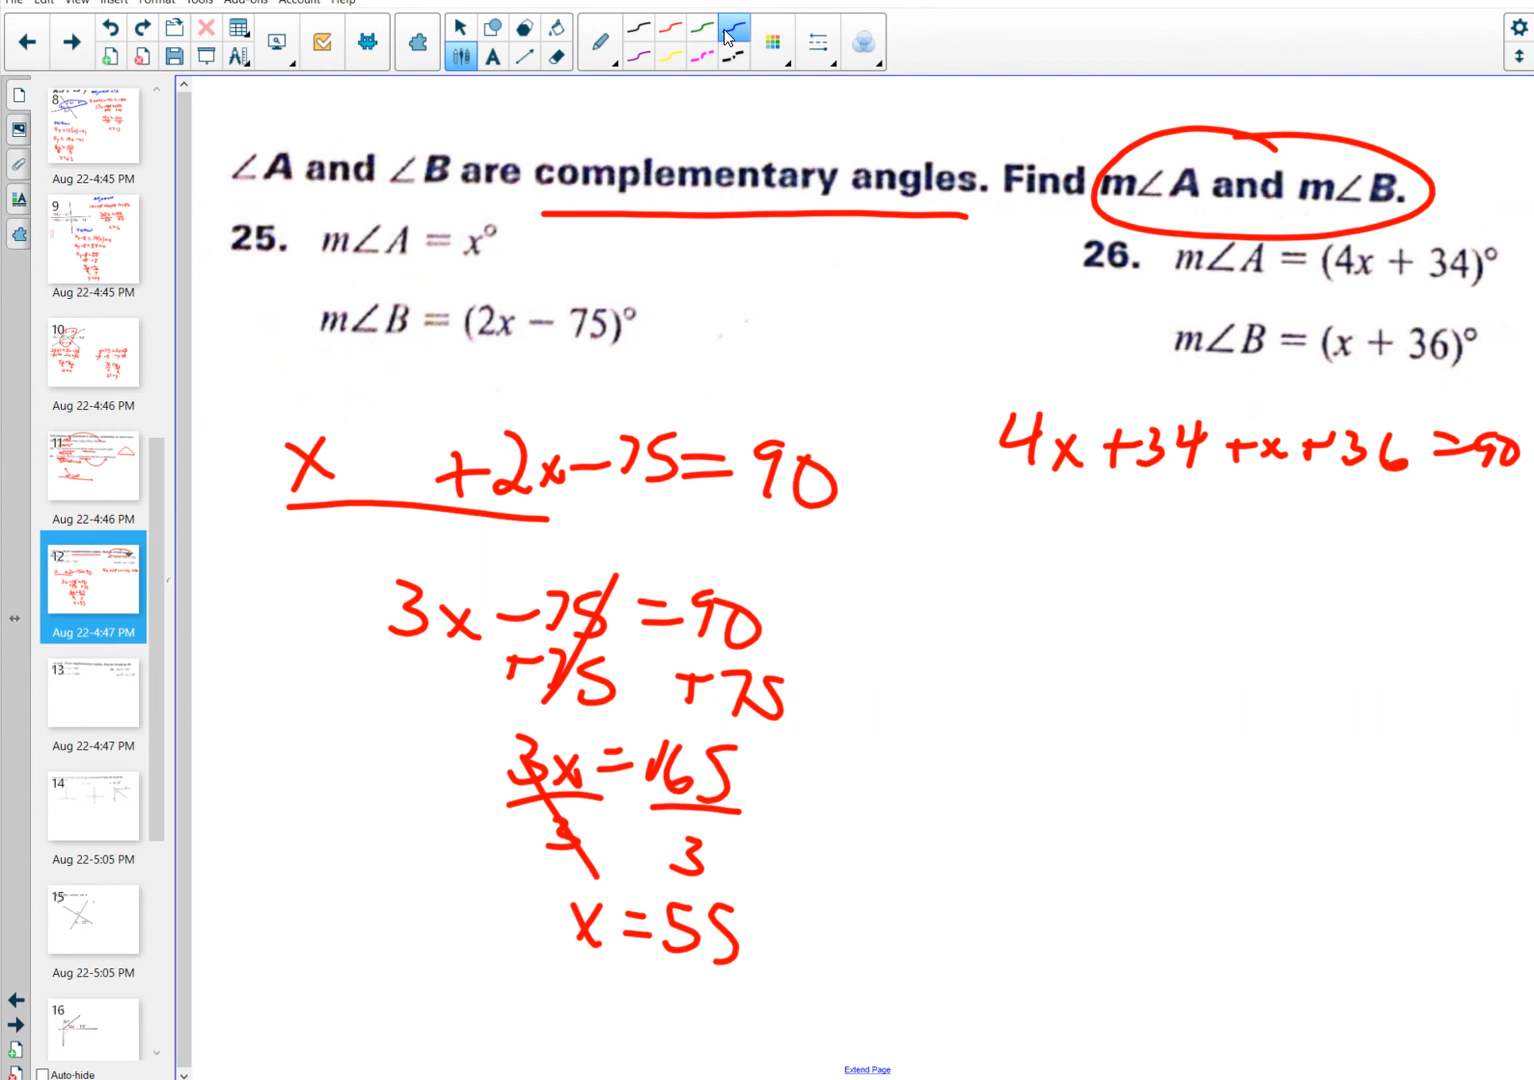 File Edit View Insert Format Tools Add-ons Account Help
8
Aug 22-4:45 PM
9
Aug 22-4:45 PM
10
Aug 22-4:46 PM
11
Aug 22-4:46 PM
12
Aug 22-4:47 PM
13
Aug 22-4:47 PM
14
Aug 22-5:05 PM
15
Aug 22-5:05 PM
16
Auto-hide
∠A and ∠B are complementary angles. Find m∠A and m∠B.
25. m∠A = x°
m∠B = (2x − 75)°
26. m∠A = (4x + 34)°
m∠B = (x + 36)°
x + 2x − 75 = 90
3x − 75 = 90
+75 +75
3x = 165
3 3
x = 55
4x + 34 + x + 36 = 90
Extend Page